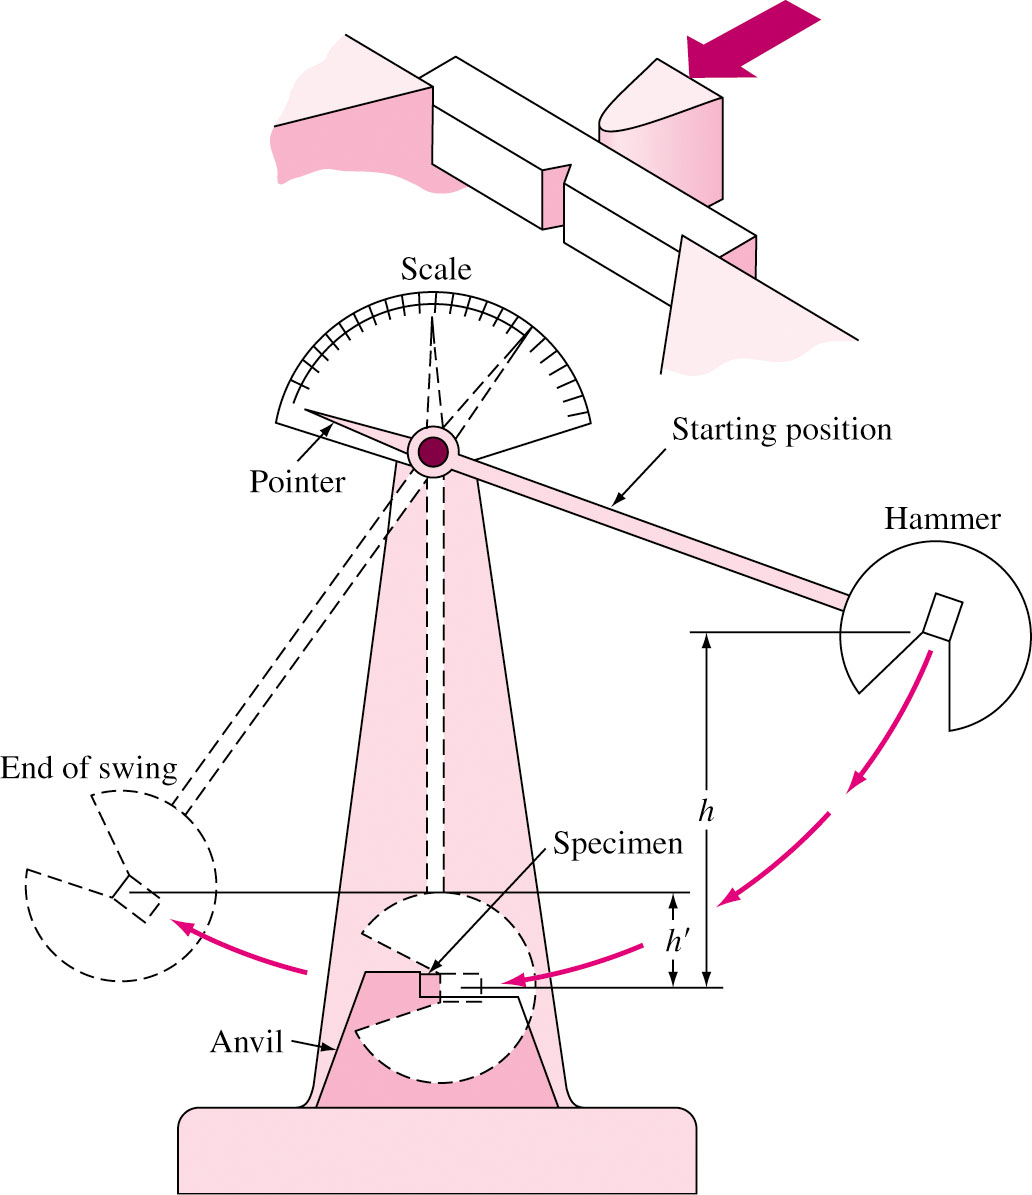 Scale
Starting position
Pointer
Hammer
End of swing
h
Specimen
h′
Anvil